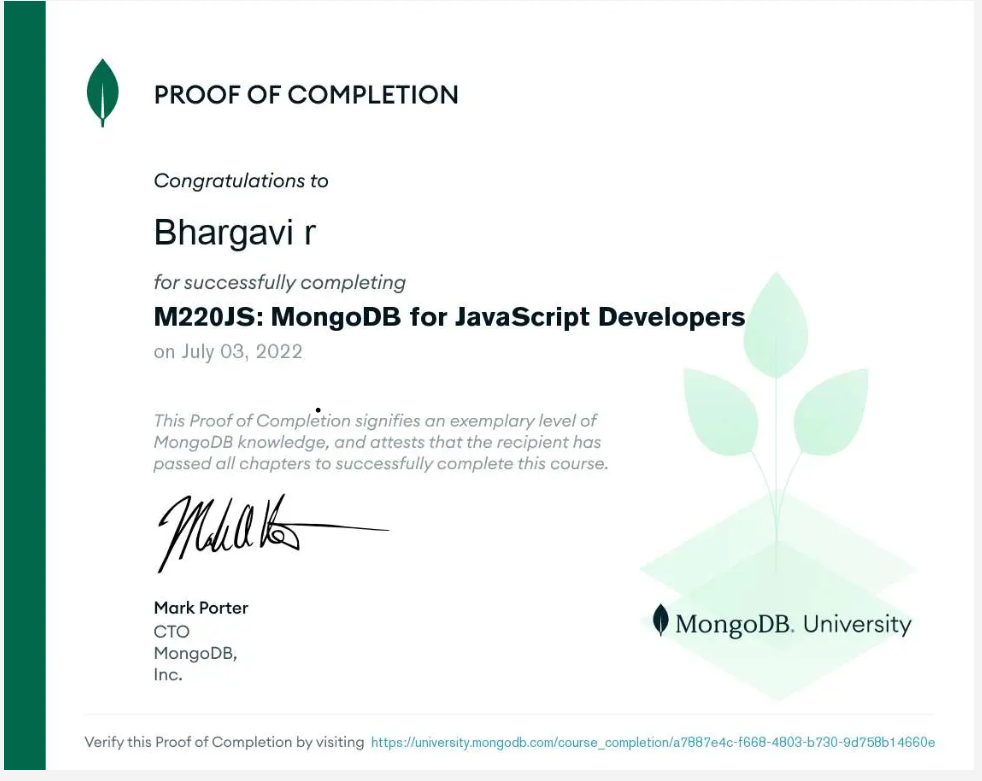 PROOF OF COMPLETION
Congratulations to
Bhargavi r
for successfully completing
M220JS: MongoDB for JavaScript Developers
on July 03, 2022
This Proof of Completion signifies an exemplary level of
MongoDB knowledge, and attests that the recipient has
passed all chapters to successfully complete this course.
Mark Porter
CTO
MongoDB,
Inc.
MongoDB. University
Verify this Proof of Completion by visiting https://university.mongodb.com/course_completion/a7887e4c-f668-4803-b730-9d758b14660e